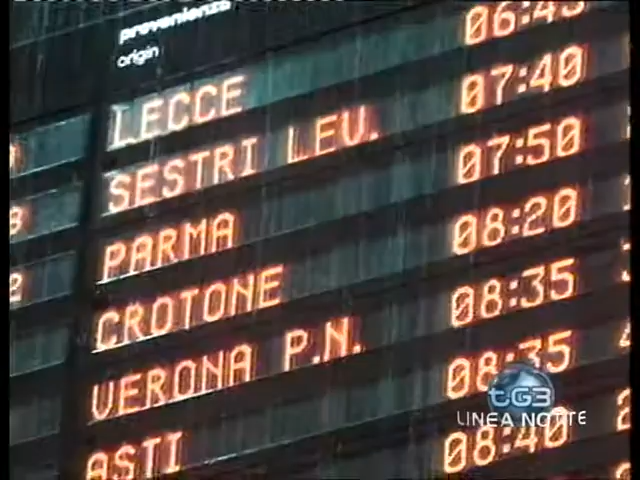 provenienza
origin
LECCE 06:45
SESTRI LEV. 07:40
PARMA 07:50
CROTONE 08:20
VERONA P.N. 08:35
ASTI 08:35
08:40
tG3
LINEA NOTTE